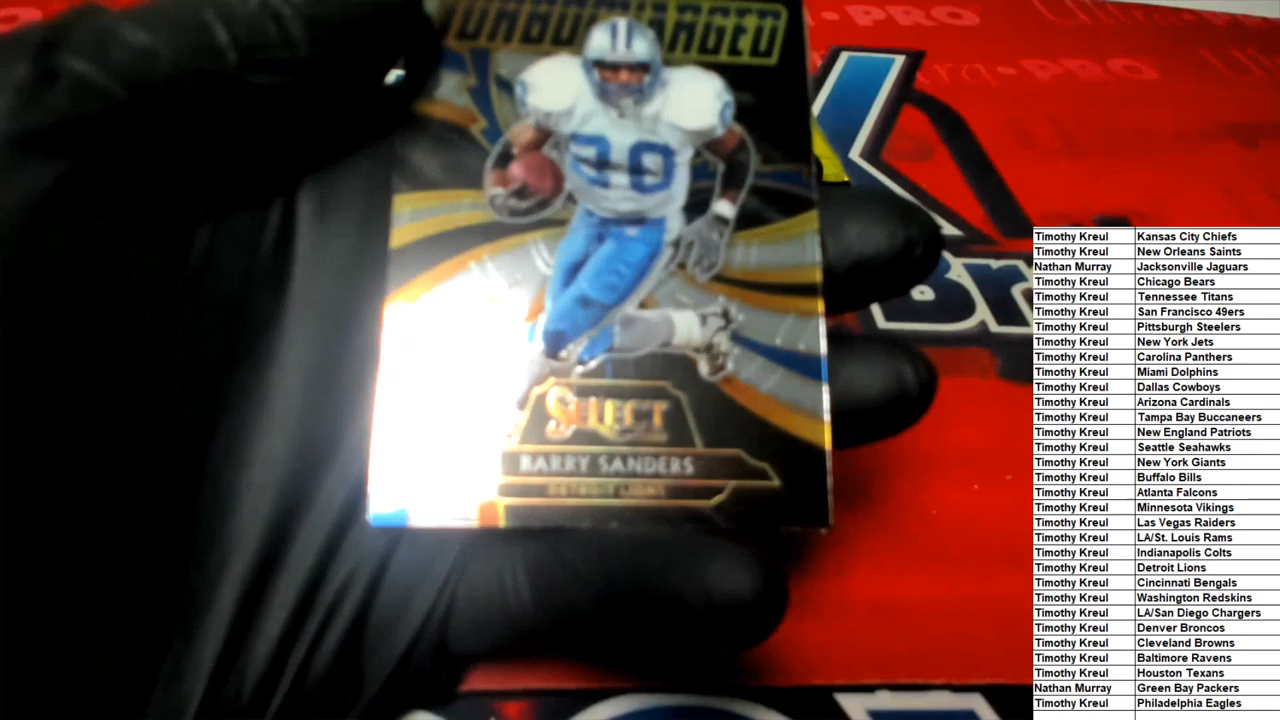 TURBOCHARGED
Ultra·PRO
20
SELECT
BARRY SANDERS
DETROIT LIONS
Br
Timothy Kreul Kansas City Chiefs
Timothy Kreul New Orleans Saints
Nathan Murray Jacksonville Jaguars
Timothy Kreul Chicago Bears
Timothy Kreul Tennessee Titans
Timothy Kreul San Francisco 49ers
Timothy Kreul Pittsburgh Steelers
Timothy Kreul New York Jets
Timothy Kreul Carolina Panthers
Timothy Kreul Miami Dolphins
Timothy Kreul Dallas Cowboys
Timothy Kreul Arizona Cardinals
Timothy Kreul Tampa Bay Buccaneers
Timothy Kreul New England Patriots
Timothy Kreul Seattle Seahawks
Timothy Kreul New York Giants
Timothy Kreul Buffalo Bills
Timothy Kreul Atlanta Falcons
Timothy Kreul Minnesota Vikings
Timothy Kreul Las Vegas Raiders
Timothy Kreul LA/St. Louis Rams
Timothy Kreul Indianapolis Colts
Timothy Kreul Detroit Lions
Timothy Kreul Cincinnati Bengals
Timothy Kreul Washington Redskins
Timothy Kreul LA/San Diego Chargers
Timothy Kreul Denver Broncos
Timothy Kreul Cleveland Browns
Timothy Kreul Baltimore Ravens
Timothy Kreul Houston Texans
Nathan Murray Green Bay Packers
Timothy Kreul Philadelphia Eagles